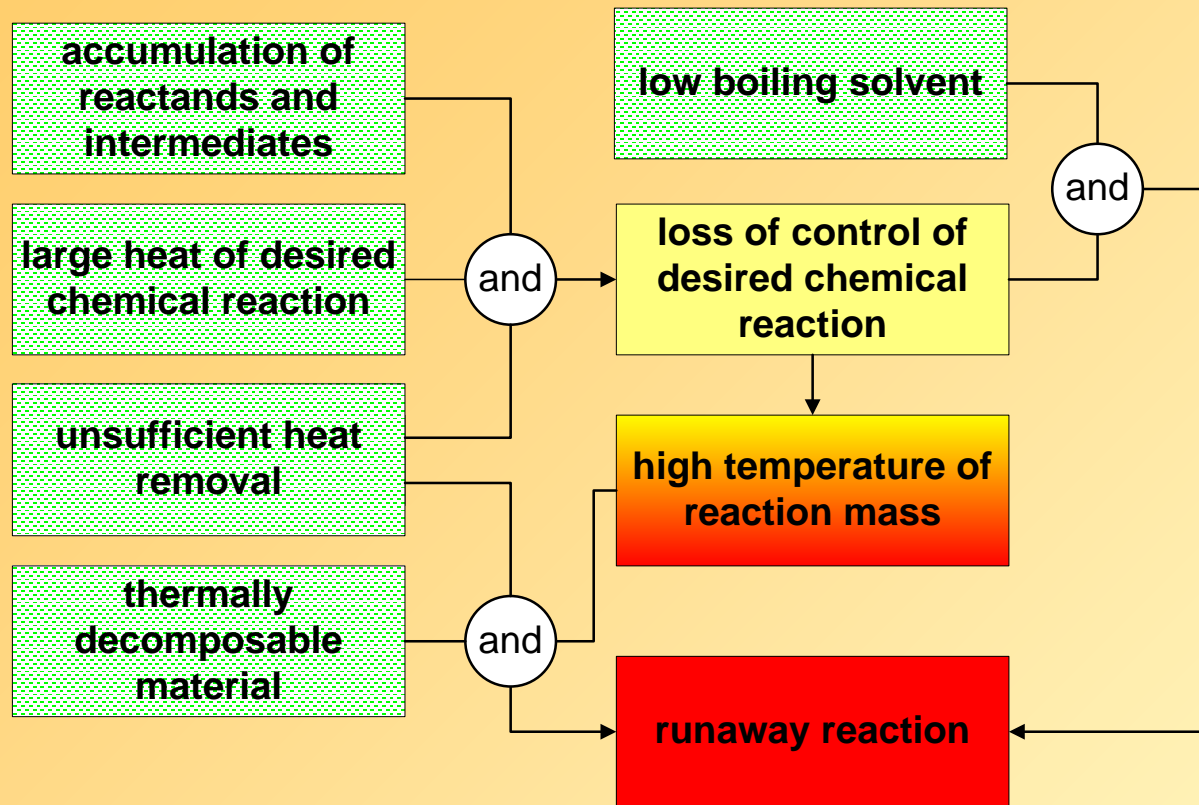 accumulation of
reactands and
intermediates
low boiling solvent
and
large heat of desired
chemical reaction
and
loss of control of
desired chemical
reaction
unsufficient heat
removal
high temperature of
reaction mass
thermally
decomposable
material
and
runaway reaction